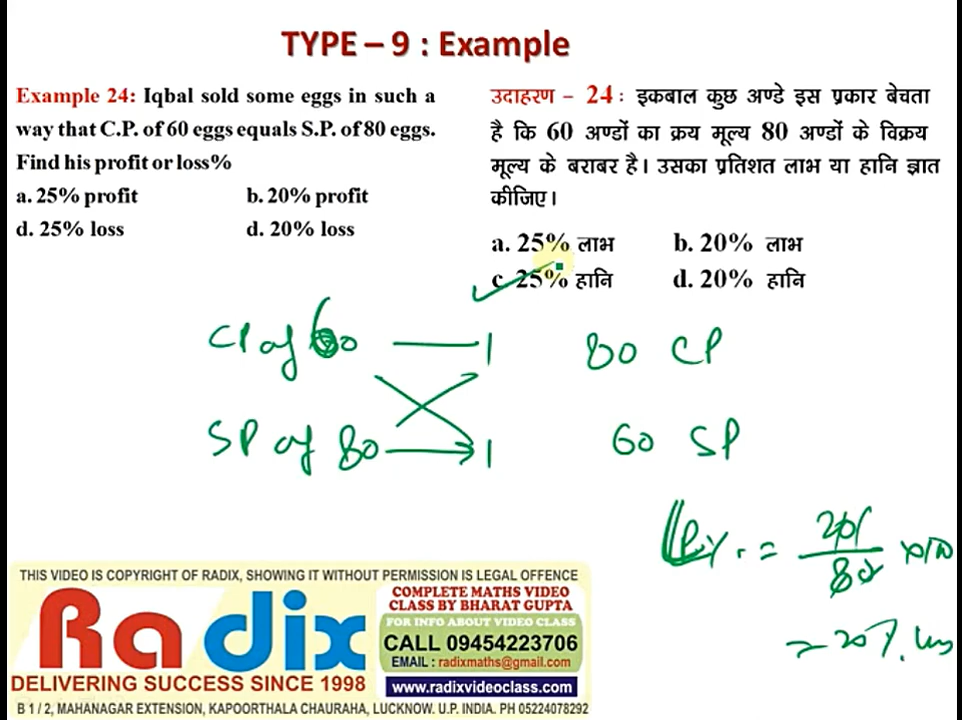 TYPE – 9 : Example
Example 24: Iqbal sold some eggs in such a
way that C.P. of 60 eggs equals S.P. of 80 eggs.
Find his profit or loss%
a. 25% profit b. 20% profit
d. 25% loss d. 20% loss
उदाहरण – 24 : इकबाल कुछ अण्डे इस प्रकार बेचता
है कि 60 अण्डों का क्रय मूल्य 80 अण्डों के विक्रय
मूल्य के बराबर है। उसका प्रतिशत लाभ या हानि ज्ञात
कीजिए।
a. 25% लाभ b. 20% लाभ
c. 25% हानि d. 20% हानि
CP of 60 1 80 CP
SP of 80 1 60 SP
THIS VIDEO IS COPYRIGHT OF RADIX, SHOWING IT WITHOUT PERMISSION IS LEGAL OFFENCE
Radix
DELIVERING SUCCESS SINCE 1998
COMPLETE MATHS VIDEO
CLASS BY BHARAT GUPTA
FOR INFO ABOUT VIDEO CLASS
CALL 09454223706
EMAIL : radixmaths@gmail.com
www.radixvideoclass.com
B 1 / 2, MAHANAGAR EXTENSION, KAPOORTHALA CHAURAHA, LUCKNOW. U.P. INDIA. PH 05224078292